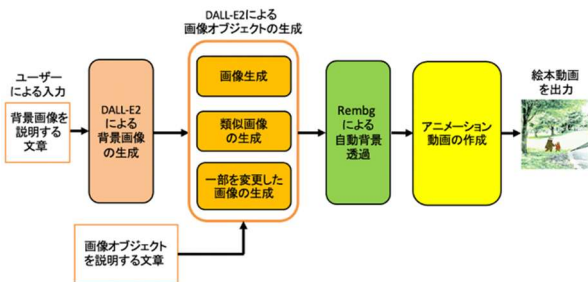 DALL-E2による
画像オブジェクトの生成
ユーザー
による入力
背景画像を
説明する
文章
DALL-E2
による
背景画像
の生成
画像生成
類似画像
の生成
一部を変更した
画像の生成
Rembg
による
自動背景
透過
アニメーション
動画の作成
絵本動画
を出力
画像オブジェクト
を説明する文章